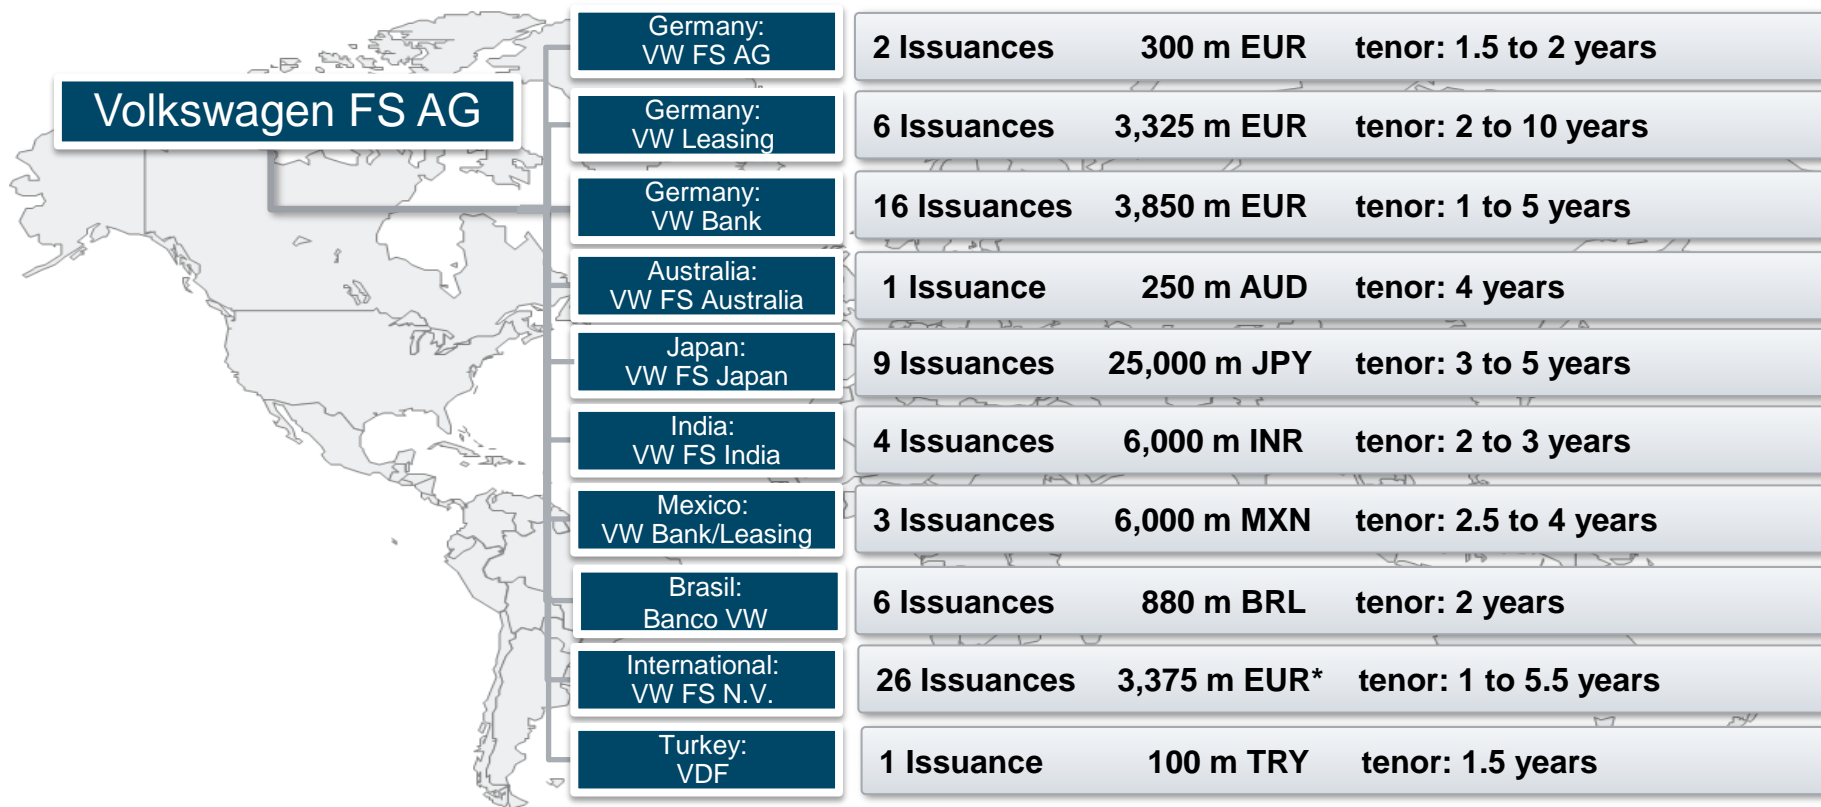 Volkswagen FS AG
Germany:
VW FS AG
2 Issuances 300 m EUR tenor: 1.5 to 2 years
Germany:
VW Leasing
6 Issuances 3,325 m EUR tenor: 2 to 10 years
Germany:
VW Bank
16 Issuances 3,850 m EUR tenor: 1 to 5 years
Australia:
VW FS Australia
1 Issuance 250 m AUD tenor: 4 years
Japan:
VW FS Japan
9 Issuances 25,000 m JPY tenor: 3 to 5 years
India:
VW FS India
4 Issuances 6,000 m INR tenor: 2 to 3 years
Mexico:
VW Bank/Leasing
3 Issuances 6,000 m MXN tenor: 2.5 to 4 years
Brasil:
Banco VW
6 Issuances 880 m BRL tenor: 2 years
International:
VW FS N.V.
26 Issuances 3,375 m EUR* tenor: 1 to 5.5 years
Turkey:
VDF
1 Issuance 100 m TRY tenor: 1.5 years